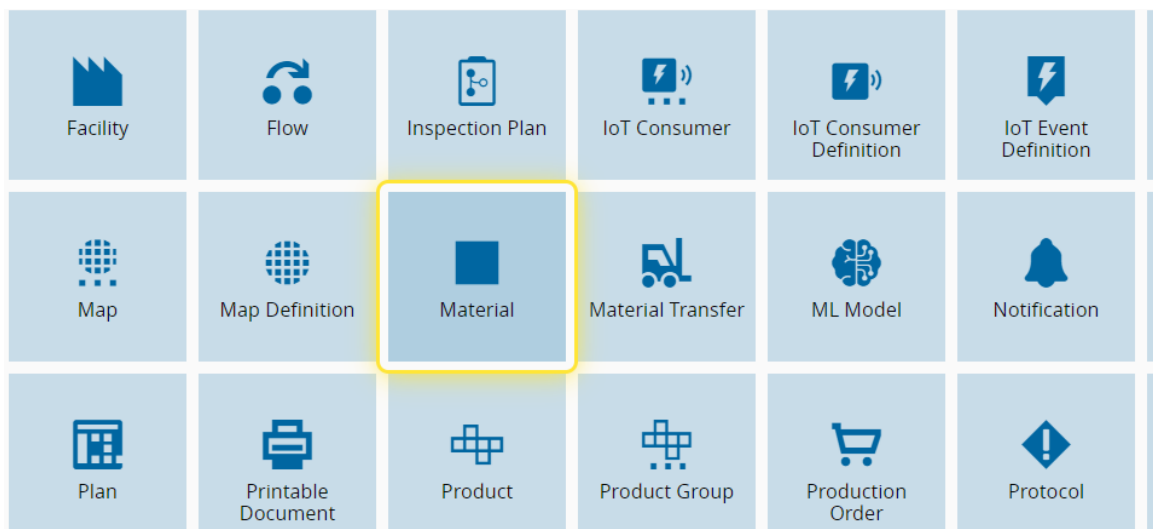 Facility
Flow
Inspection Plan
IoT Consumer
IoT Consumer
Definition
IoT Event
Definition
Map
Map Definition
Material
Material Transfer
ML Model
Notification
Plan
Printable
Document
Product
Product Group
Production
Order
Protocol